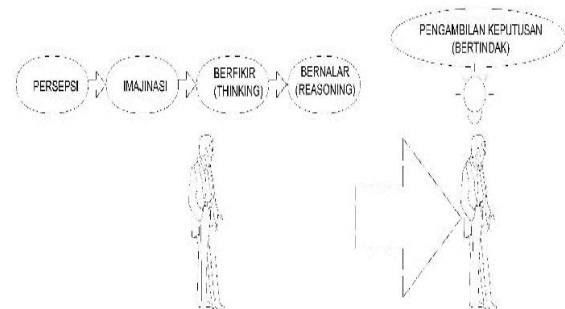 PENGAMBILAN KEPUTUSAN
(BERTINDAK)
PERSEPSI
IMAJINASI
BERFIKIR
(THINKING)
BERNALAR
(REASONING)